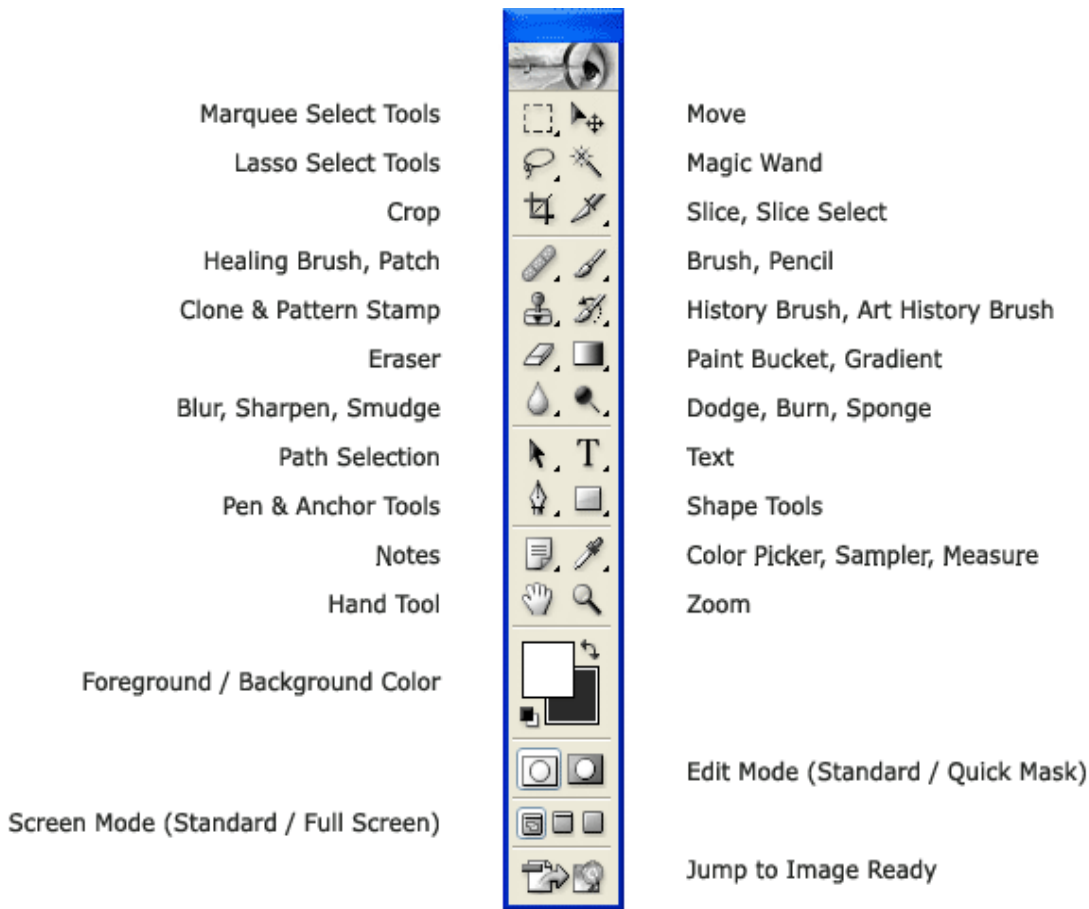 Marquee Select Tools
Move
Lasso Select Tools
Magic Wand
Crop
Slice, Slice Select
Healing Brush, Patch
Brush, Pencil
Clone & Pattern Stamp
History Brush, Art History Brush
Eraser
Paint Bucket, Gradient
Blur, Sharpen, Smudge
Dodge, Burn, Sponge
Path Selection
T
Text
Pen & Anchor Tools
Shape Tools
Notes
Color Picker, Sampler, Measure
Hand Tool
Zoom
Foreground / Background Color
Edit Mode (Standard / Quick Mask)
Screen Mode (Standard / Full Screen)
Jump to Image Ready